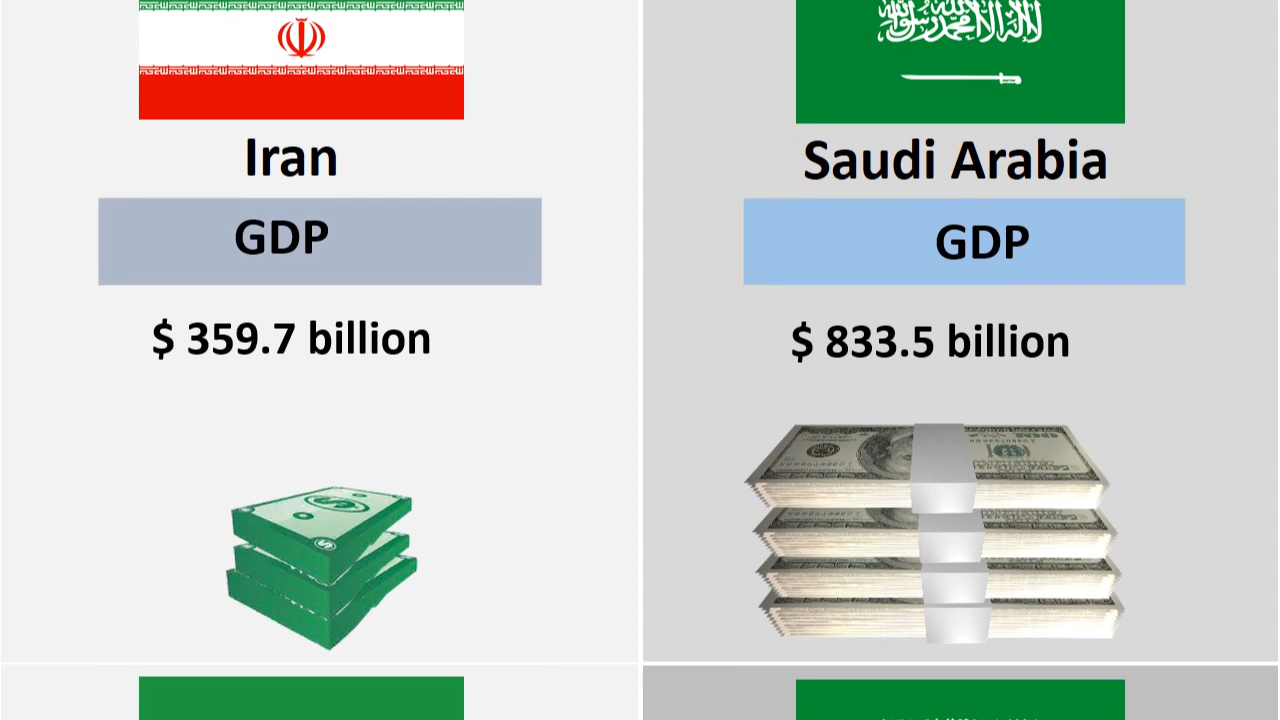 Iran
GDP
$ 359.7 billion
Saudi Arabia
GDP
$ 833.5 billion